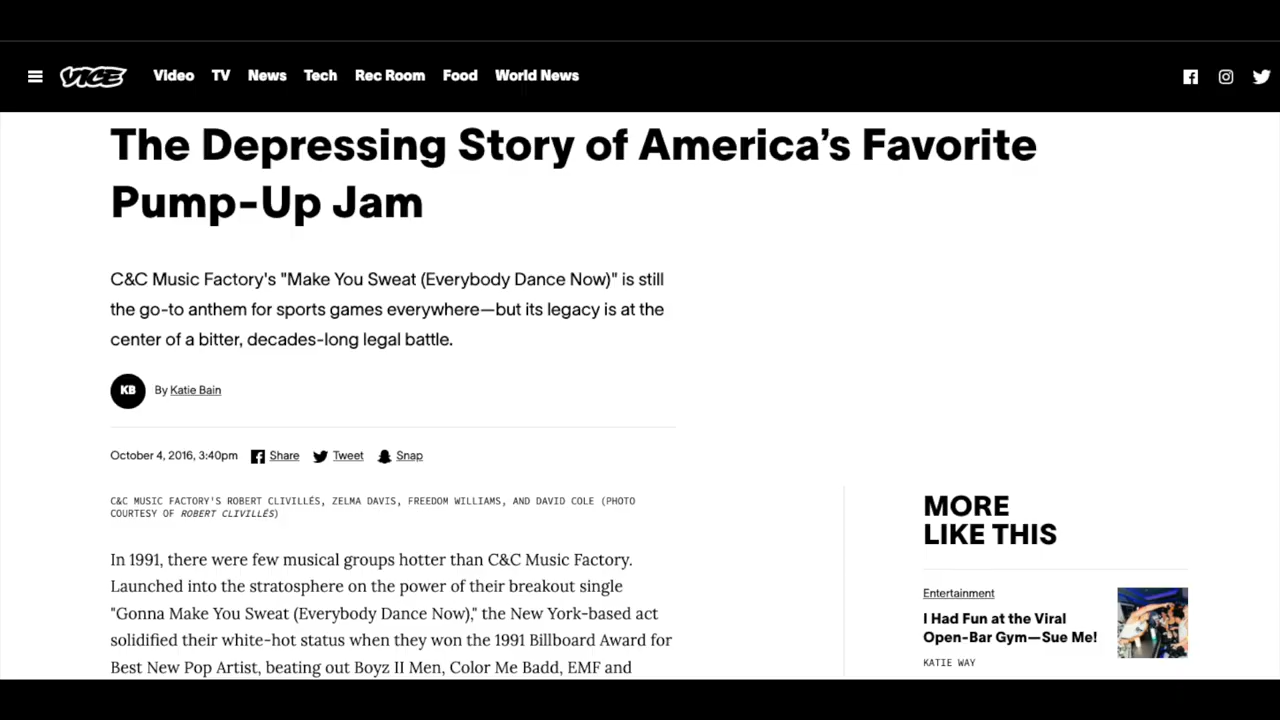 VICE Video TV News Tech Rec Room Food World News
The Depressing Story of America's Favorite
Pump-Up Jam
C&C Music Factory's "Make You Sweat (Everybody Dance Now)" is still
the go-to anthem for sports games everywhere—but its legacy is at the
center of a bitter, decades-long legal battle.
KB By Katie Bain
October 4, 2016, 3:40pm Share Tweet Snap
C&C MUSIC FACTORY'S ROBERT CLIVILLÉS, ZELMA DAVIS, FREEDOM WILLIAMS, AND DAVID COLE (PHOTO
COURTESY OF ROBERT CLIVILLÉS)
In 1991, there were few musical groups hotter than C&C Music Factory.
Launched into the stratosphere on the power of their breakout single
"Gonna Make You Sweat (Everybody Dance Now)," the New York-based act
solidified their white-hot status when they won the 1991 Billboard Award for
Best New Pop Artist, beating out Boyz II Men, Color Me Badd, EMF and
MORE
LIKE THIS
Entertainment
I Had Fun at the Viral
Open-Bar Gym—Sue Me!
KATIE WAY